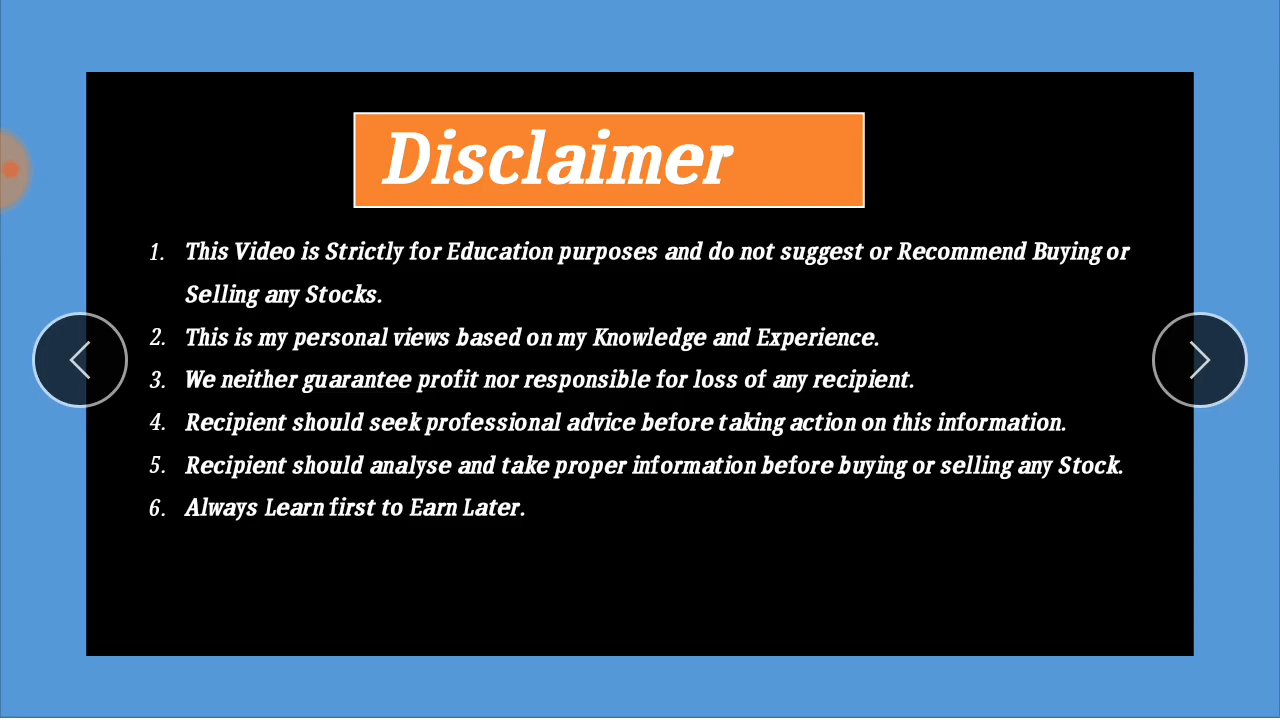 Disclaimer
1. This Video is Strictly for Education purposes and do not suggest or Recommend Buying or
Selling any Stocks.
2. This is my personal views based on my Knowledge and Experience.
3. We neither guarantee profit nor responsible for loss of any recipient.
4. Recipient should seek professional advice before taking action on this information.
5. Recipient should analyse and take proper information before buying or selling any Stock.
6. Always Learn first to Earn Later.